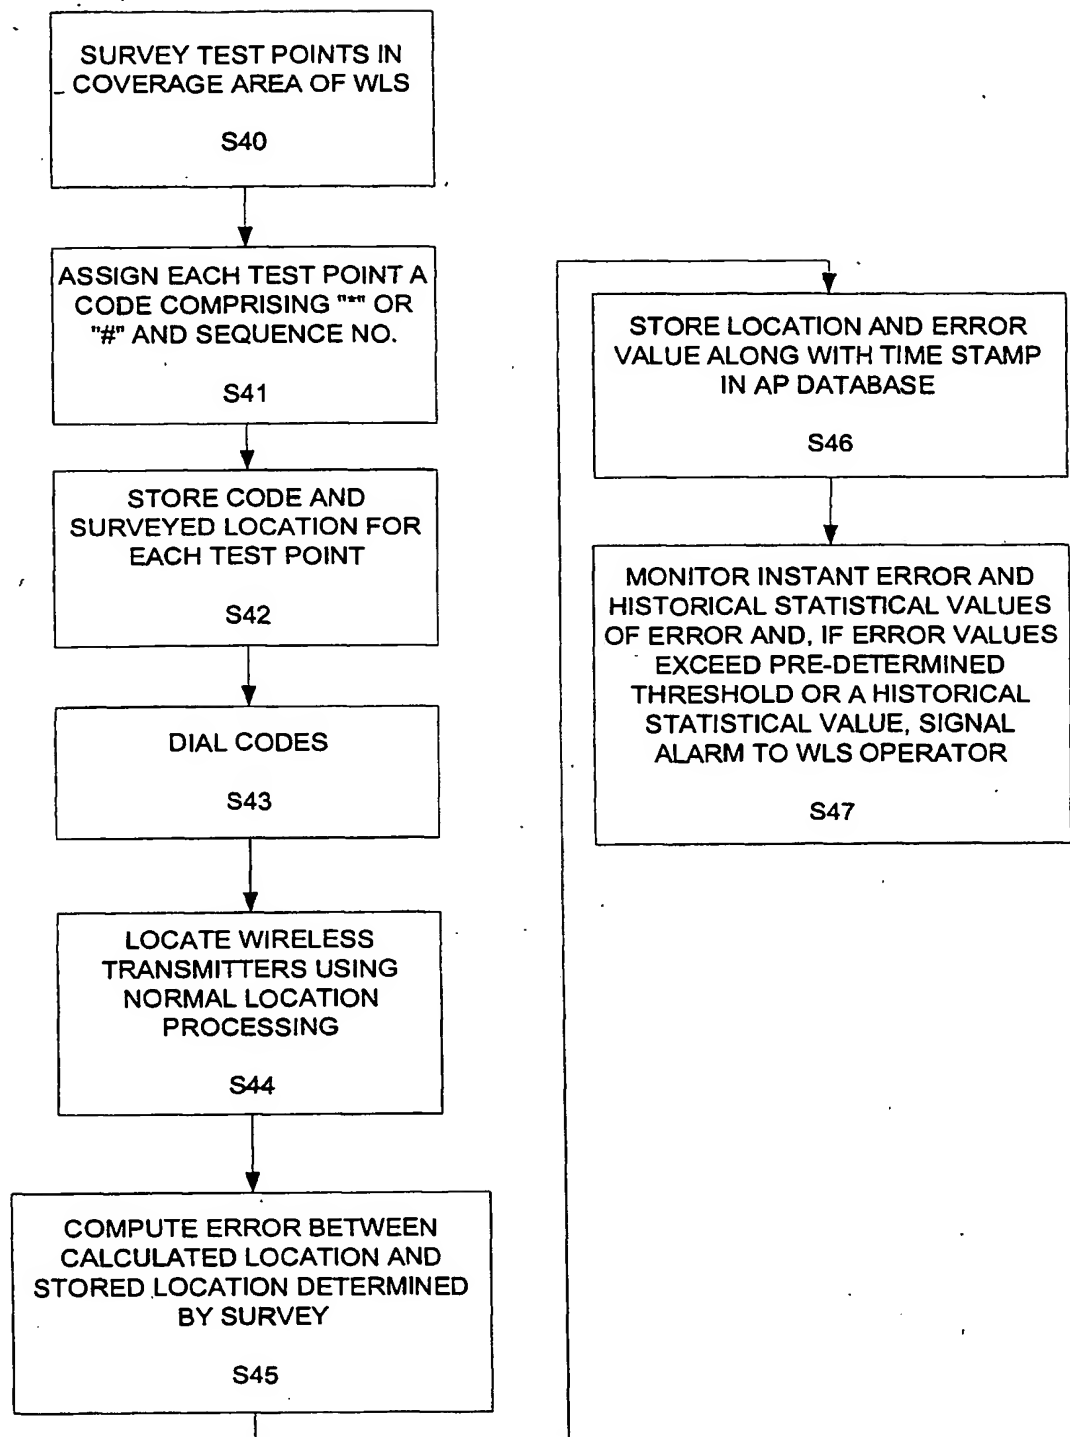 SURVEY TEST POINTS IN
COVERAGE AREA OF WLS
S40
ASSIGN EACH TEST POINT A
CODE COMPRISING "*" OR
"#" AND SEQUENCE NO.
S41
STORE CODE AND
SURVEYED LOCATION FOR
EACH TEST POINT
S42
DIAL CODES
S43
LOCATE WIRELESS
TRANSMITTERS USING
NORMAL LOCATION
PROCESSING
S44
COMPUTE ERROR BETWEEN
CALCULATED LOCATION AND
STORED LOCATION DETERMINED
BY SURVEY
S45
STORE LOCATION AND ERROR
VALUE ALONG WITH TIME STAMP
IN AP DATABASE
S46
MONITOR INSTANT ERROR AND
HISTORICAL STATISTICAL VALUES
OF ERROR AND, IF ERROR VALUES
EXCEED PRE-DETERMINED
THRESHOLD OR A HISTORICAL
STATISTICAL VALUE, SIGNAL
ALARM TO WLS OPERATOR
S47